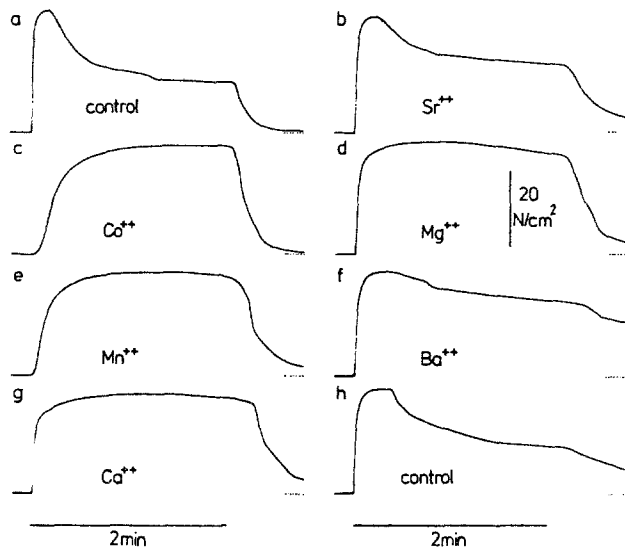 a
control
b
Sr++
c
Co++
d
Mg++
20
N/cm2
e
Mn++
f
Ba++
g
Ca++
h
control
2min
2min